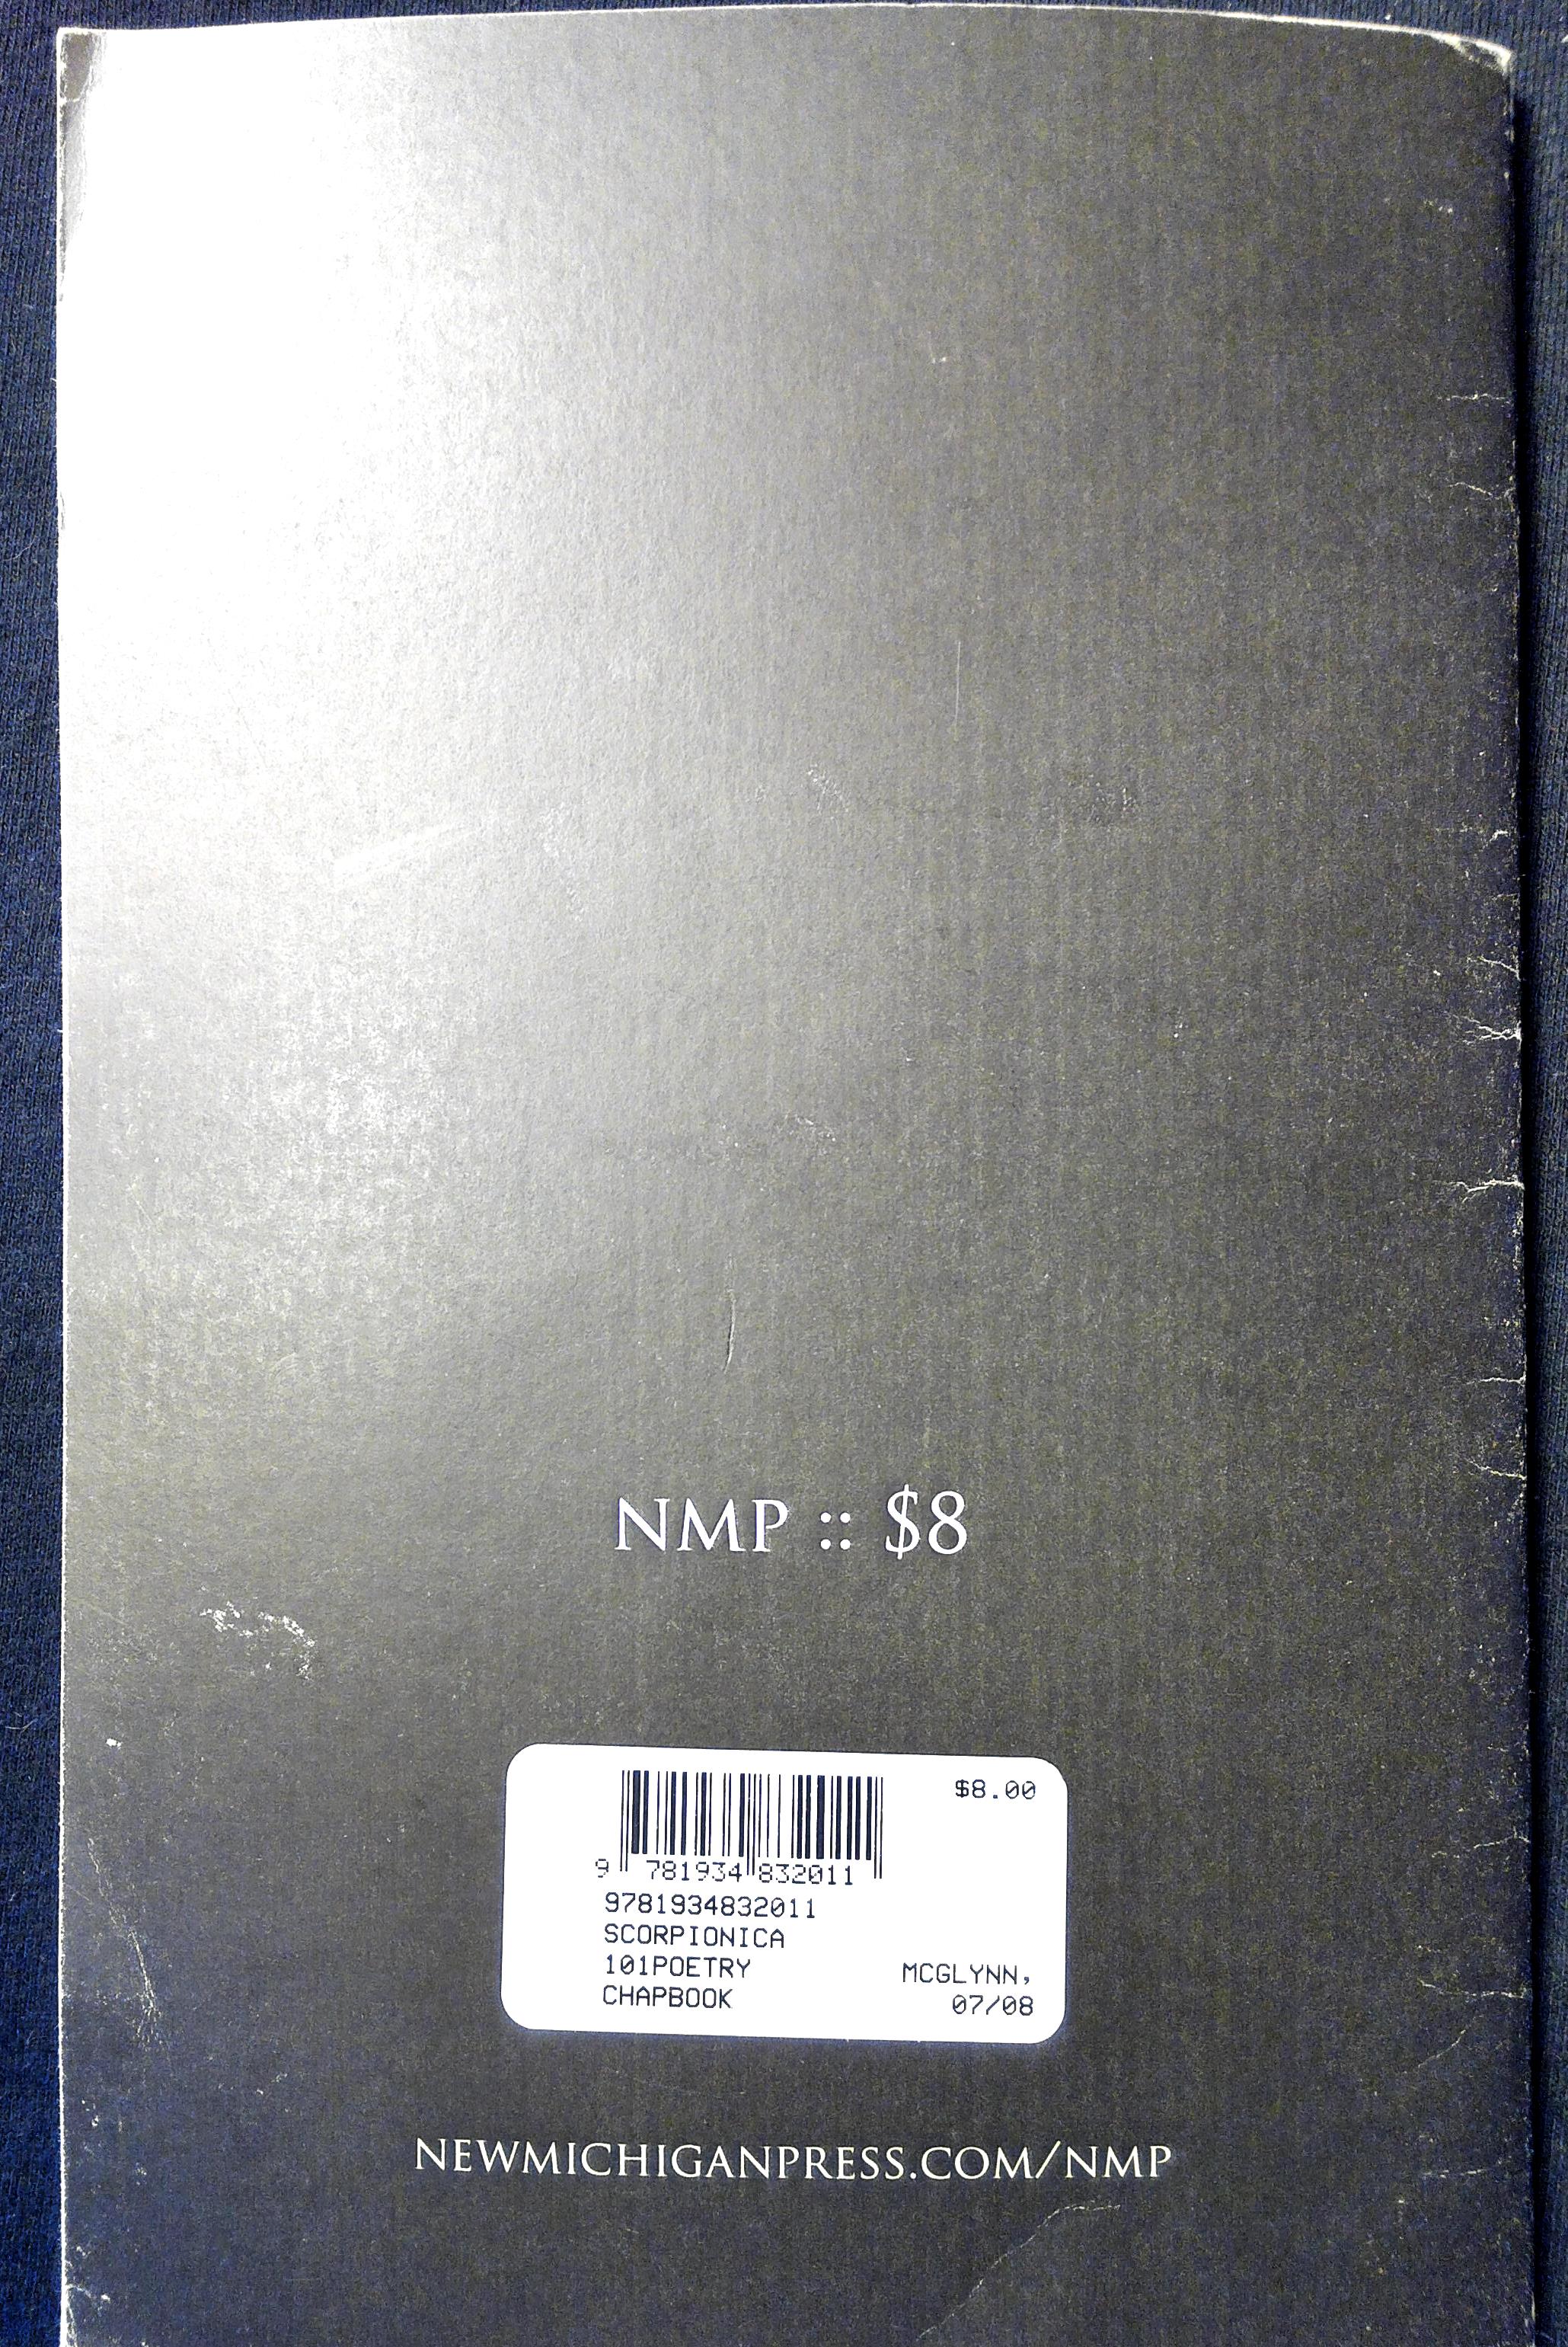 NMP :: $8
$8.00
9 781934 832011
9781934832011
SCORPIONICA
101POETRY MCGLYNN,
CHAPBOOK 07/08
NEWMICHIGANPRESS.COM/NMP